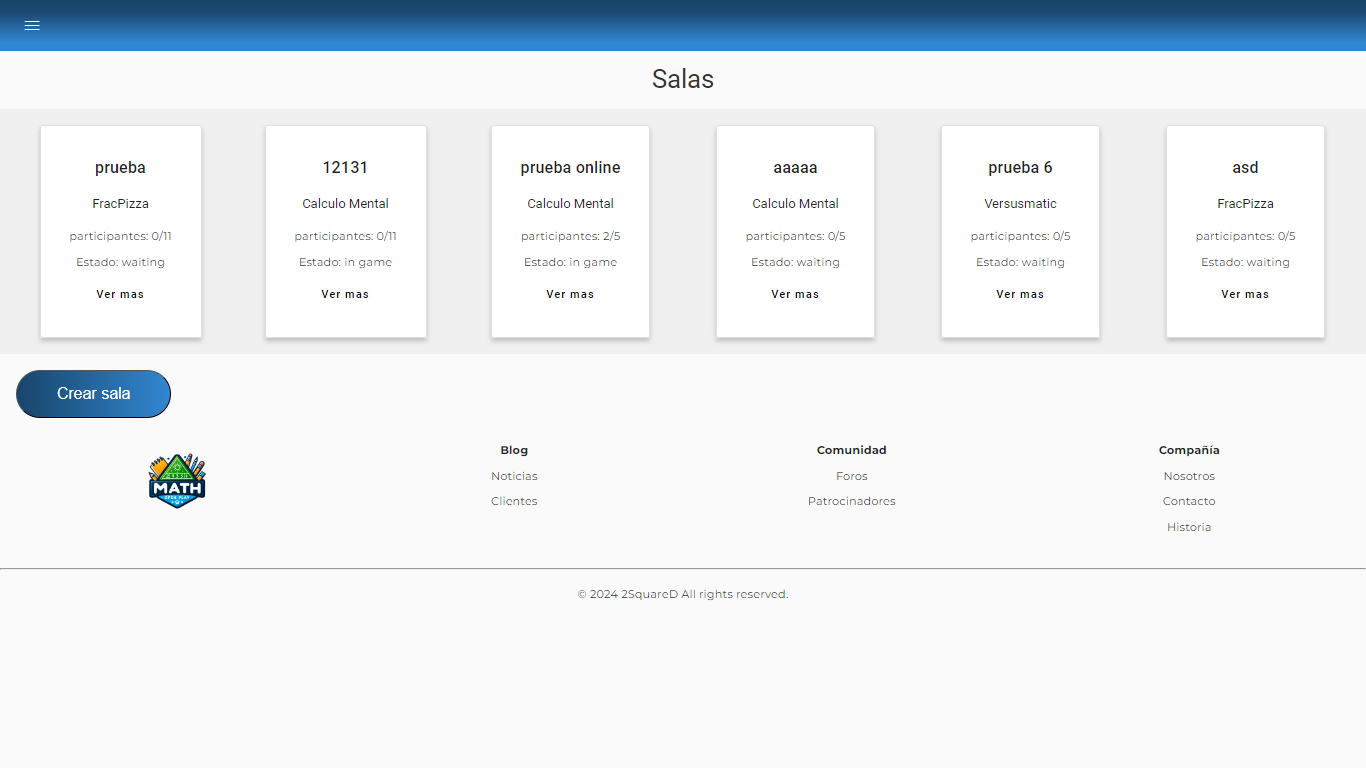 Salas
prueba
FracPizza
participantes: 0/11
Estado: waiting
Ver mas
12131
Calculo Mental
participantes: 0/11
Estado: in game
Ver mas
prueba online
Calculo Mental
participantes: 2/5
Estado: in game
Ver mas
aaaaa
Calculo Mental
participantes: 0/5
Estado: waiting
Ver mas
prueba 6
Versusmatic
participantes: 0/5
Estado: waiting
Ver mas
asd
FracPizza
participantes: 0/5
Estado: waiting
Ver mas
Crear sala
MATH
OPEN PLAY
Blog
Noticias
Clientes
Comunidad
Foros
Patrocinadores
Compañía
Nosotros
Contacto
Historia
© 2024 2SquareD All rights reserved.